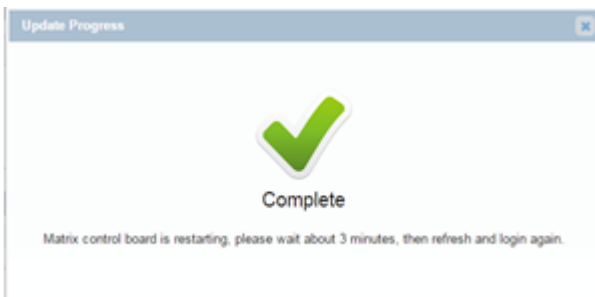 Update Progress
Complete
Matrix control board is restarting, please wait about 3 minutes, then refresh and login again.